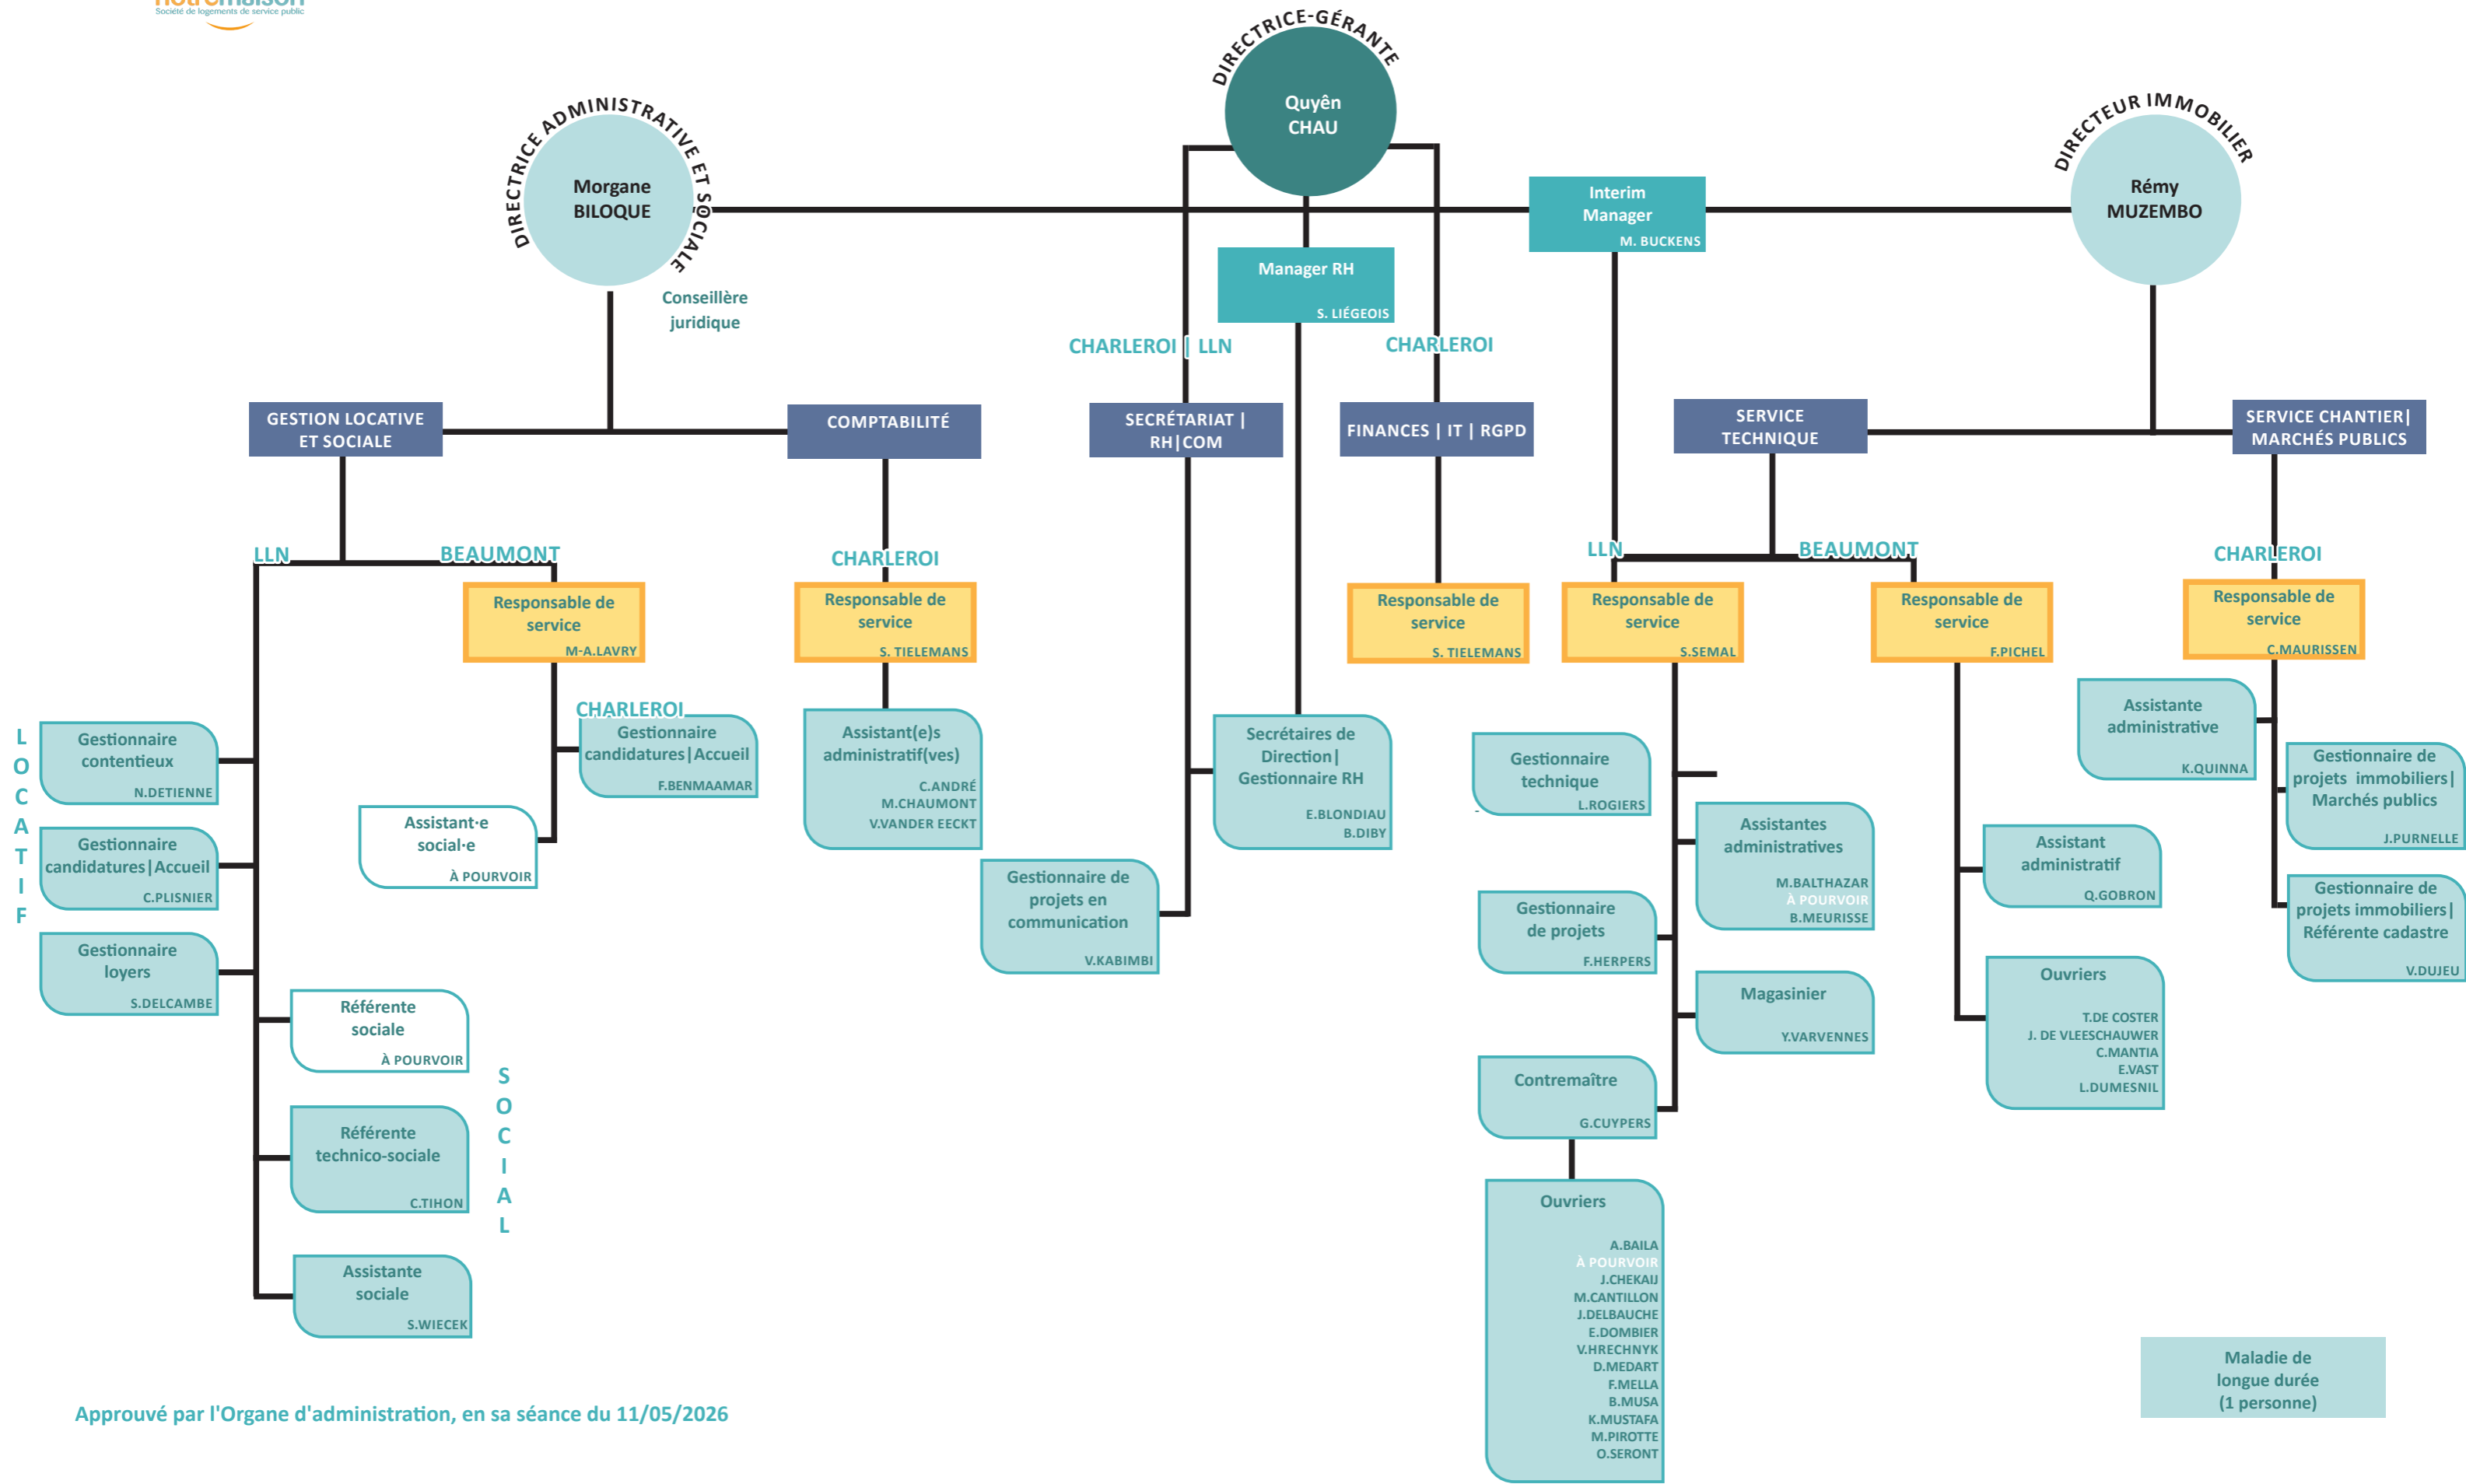 notremaison
Société de logements de service public
DIRECTRICE-GÉRANTE
Quyên
CHAU
DIRECTRICE ADMINISTRATIVE ET SOCIALE
Morgane
BILOQUE
Conseillère
juridique
DIRECTEUR IMMOBILIER
Rémy
MUZEMBO
Interim
Manager
M. BUCKENS
Manager RH
S. LIÉGEOIS
CHARLEROI | LLN
CHARLEROI
GESTION LOCATIVE
ET SOCIALE
COMPTABILITÉ
SECRÉTARIAT |
RH|COM
FINANCES | IT | RGPD
SERVICE
TECHNIQUE
SERVICE CHANTIER|
MARCHÉS PUBLICS
LLN
BEAUMONT
CHARLEROI
LLN
BEAUMONT
CHARLEROI
Responsable de
service
M-A.LAVRY
Responsable de
service
S. TIELEMANS
Responsable de
service
S. TIELEMANS
Responsable de
service
S.SEMAL
Responsable de
service
F.PICHEL
Responsable de
service
C.MAURISSEN
LOCATIF
Gestionnaire
contentieux
N.DETIENNE
Gestionnaire
candidatures|Accueil
C.PLISNIER
Gestionnaire
loyers
S.DELCAMBE
CHARLEROI
Gestionnaire
candidatures|Accueil
F.BENMAAMAR
Assistant·e
social·e
À POURVOIR
Référente
sociale
À POURVOIR
SOCIAL
Référente
technico-sociale
C.TIHON
Assistante
sociale
S.WIECEK
Assistant(e)s
administratif(ves)
C.ANDRÉ
M.CHAUMONT
V.VANDER EECKT
Secrétaires de
Direction|
Gestionnaire RH
E.BLONDIAU
B.DIBY
Gestionnaire de
projets en
communication
V.KABIMBI
Gestionnaire
technique
L.ROGIERS
Assistantes
administratives
M.BALTHAZAR
À POURVOIR
B.MEURISSE
Gestionnaire
de projets
F.HERPERS
Magasinier
Y.VARVENNES
Contremaître
G.CUYPERS
Ouvriers
A.BAILA
À POURVOIR
J.CHEKAIJ
M.CANTILLON
J.DELBAUCHE
E.DOMBIER
V.HRECHNYK
D.MEDART
F.MELLA
B.MUSA
K.MUSTAFA
M.PIROTTE
O.SERONT
Assistant
administratif
Q.GOBRON
Ouvriers
T.DE COSTER
J. DE VLEESCHAUWER
C.MANTIA
E.VAST
L.DUMESNIL
Assistante
administrative
K.QUINNA
Gestionnaire de
projets immobiliers|
Marchés publics
J.PURNELLE
Gestionnaire de
projets immobiliers|
Référente cadastre
V.DUJEU
Maladie de
longue durée
(1 personne)
Approuvé par l'Organe d'administration, en sa séance du 11/05/2026